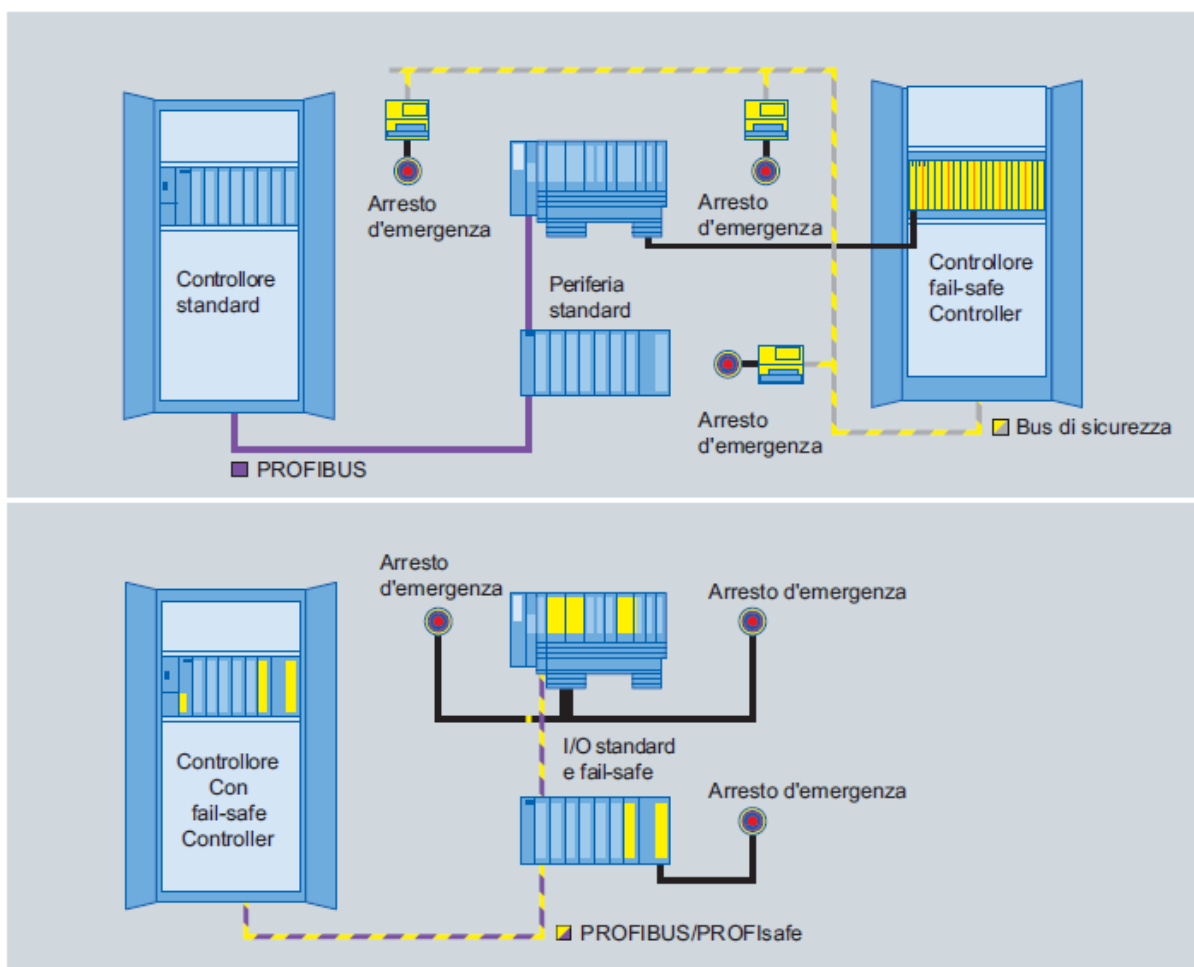 Arresto
d'emergenza
Arresto
d'emergenza
Controllore
standard
Periferia
standard
Controllore
fail-safe
Controller
Arresto
d'emergenza
Bus di sicurezza
PROFIBUS
Arresto
d'emergenza
Arresto d'emergenza
Controllore
Con
fail-safe
Controller
I/O standard
e fail-safe
Arresto d'emergenza
PROFIBUS/PROFIsafe